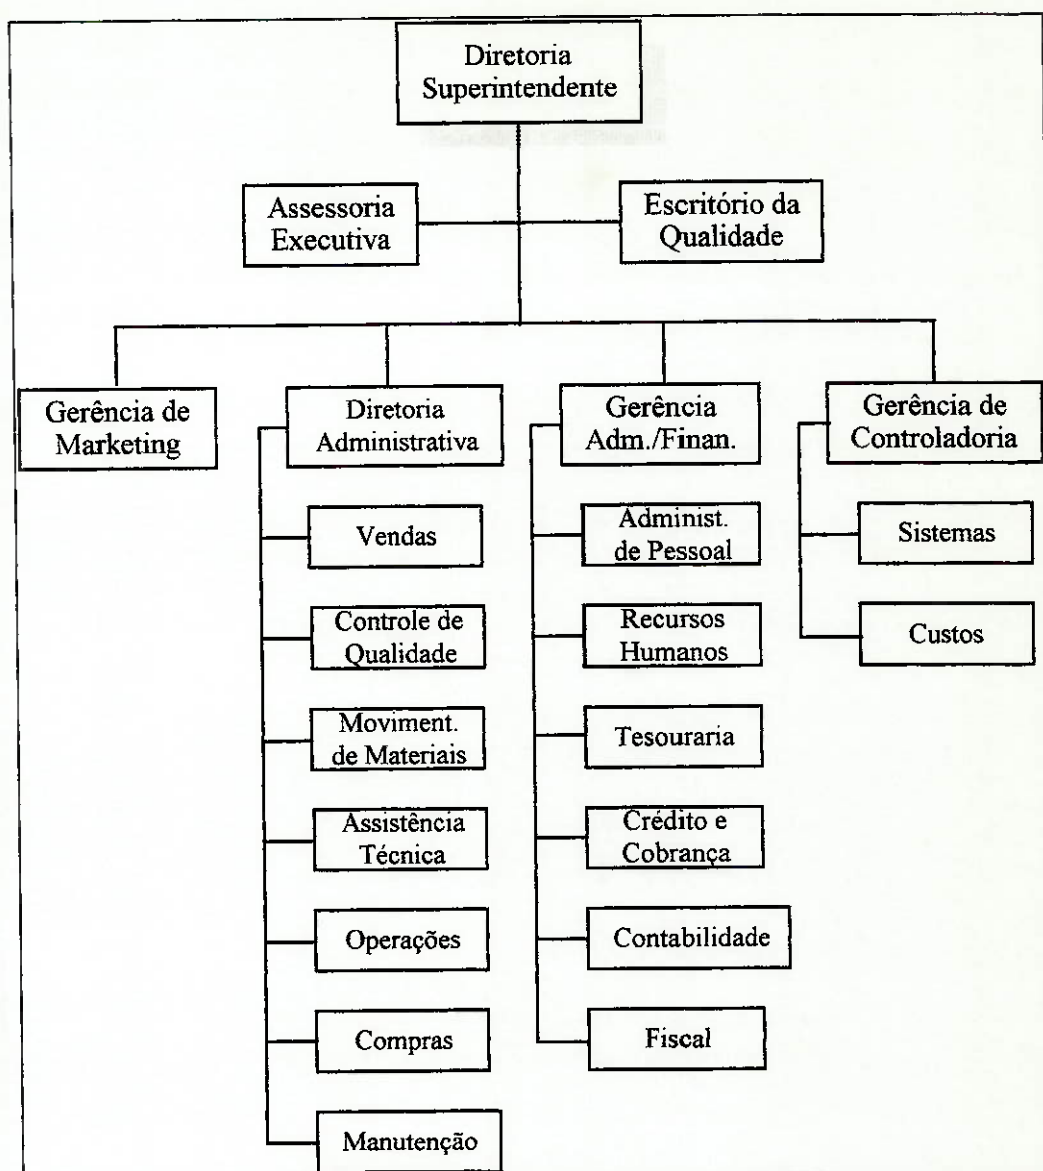 Diretoria
Superintendente
Assessoria
Executiva
Escritório da
Qualidade
Gerência de
Marketing
Diretoria
Administrativa
Gerência
Adm./Finan.
Gerência de
Controladoria
Vendas
Controle de
Qualidade
Moviment.
de Materiais
Assistência
Técnica
Operações
Compras
Manutenção
Administ.
de Pessoal
Recursos
Humanos
Tesouraria
Crédito e
Cobrança
Contabilidade
Fiscal
Sistemas
Custos